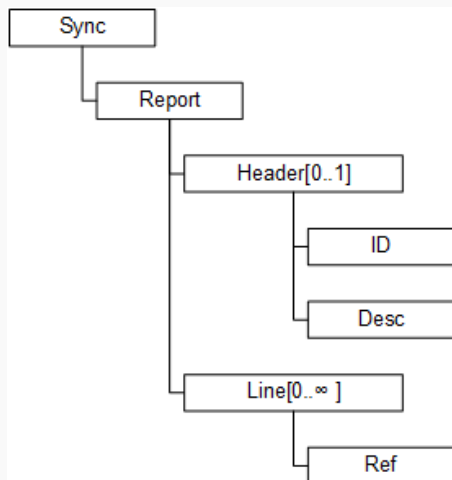 Sync
Report
Header[0..1]
ID
Desc
Line[0..∞ ]
Ref